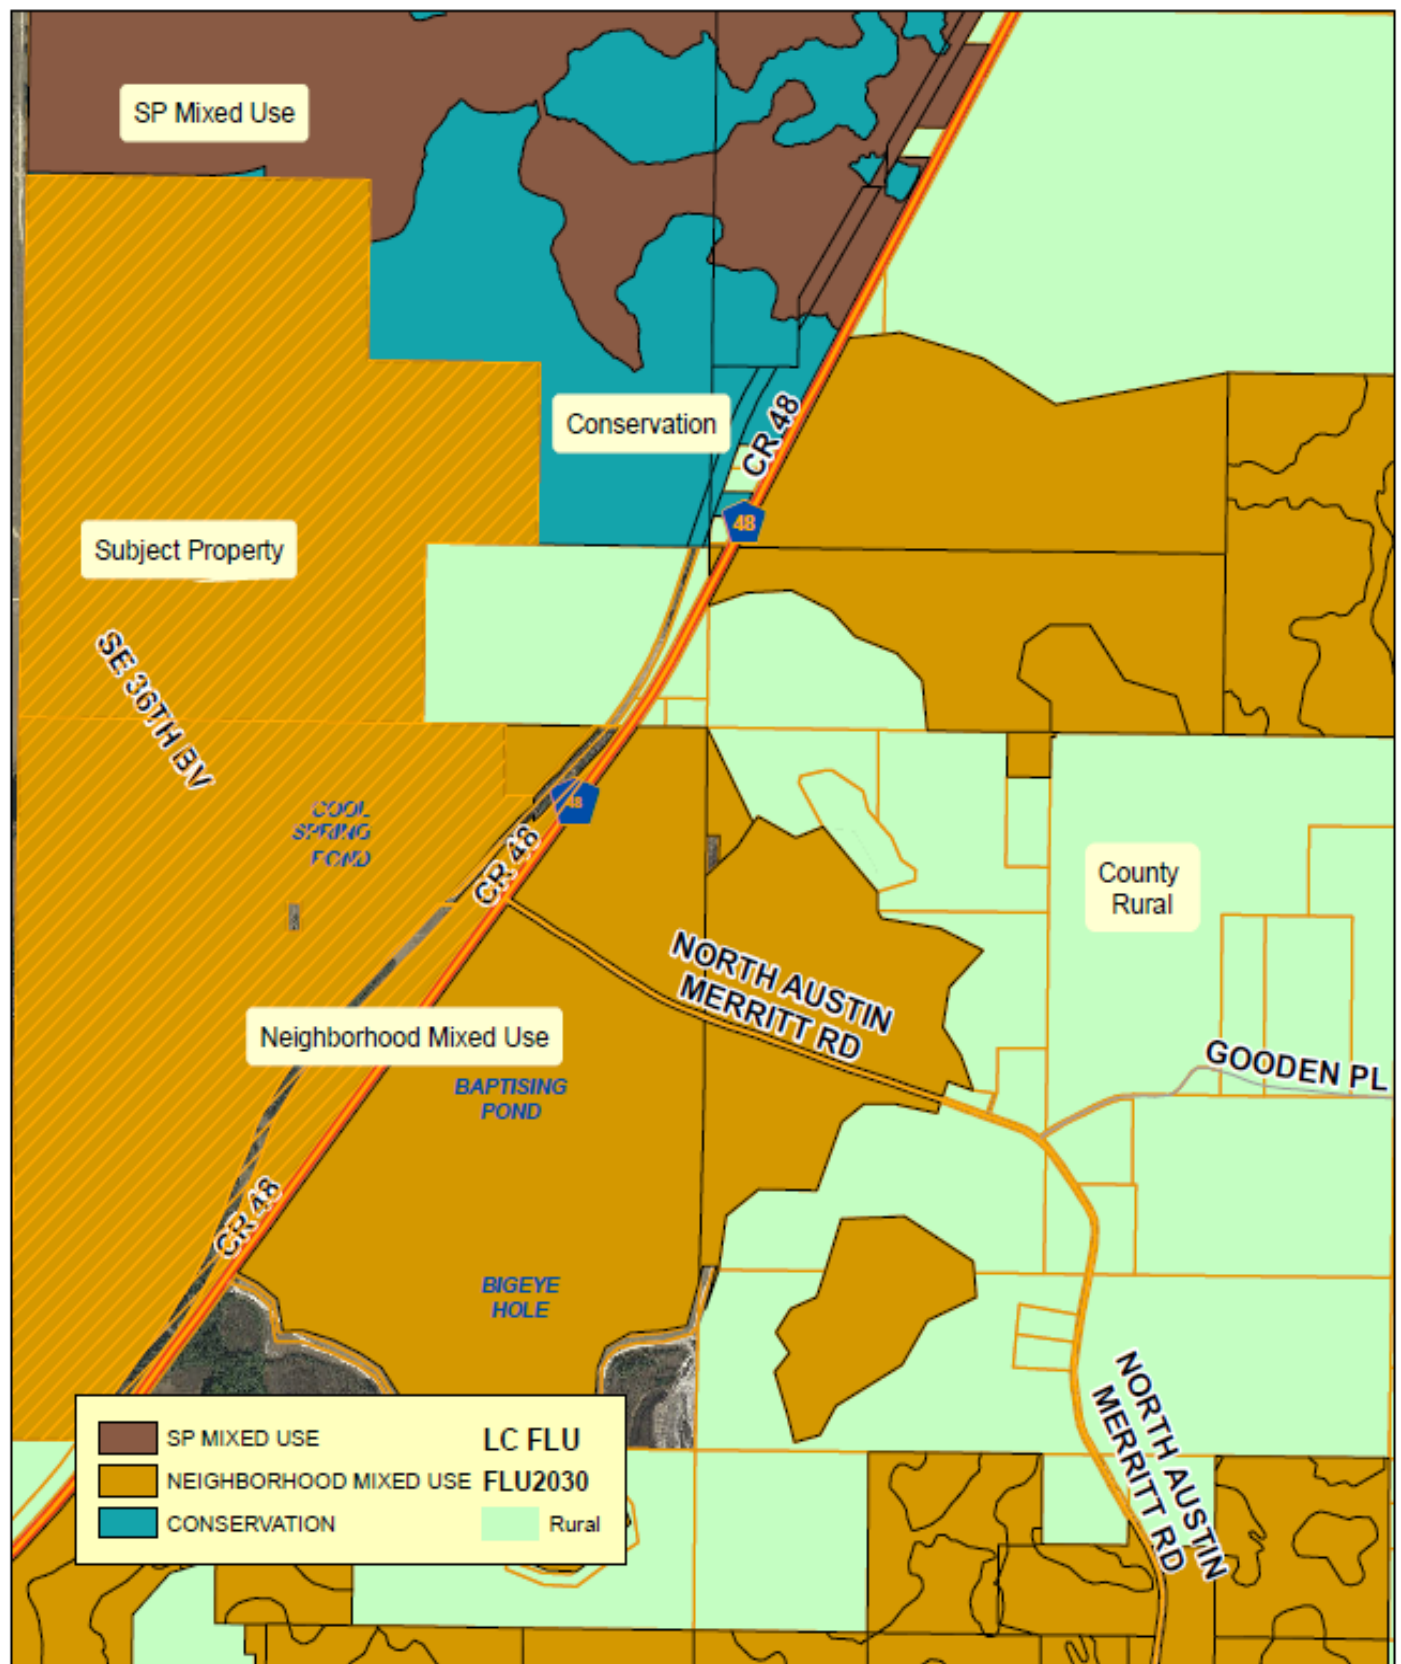 SP Mixed Use
Conservation
CR 48
48
Subject Property
SE 36TH BV
COOL
SPRING
POND
48
CR 48
County
Rural
NORTH AUSTIN
MERRITT RD
Neighborhood Mixed Use
GOODEN PL
BAPTISING
POND
CR 48
BIGEYE
HOLE
NORTH AUSTIN
MERRITT RD
SP MIXED USE
LC FLU
NEIGHBORHOOD MIXED USE
FLU2030
CONSERVATION
Rural